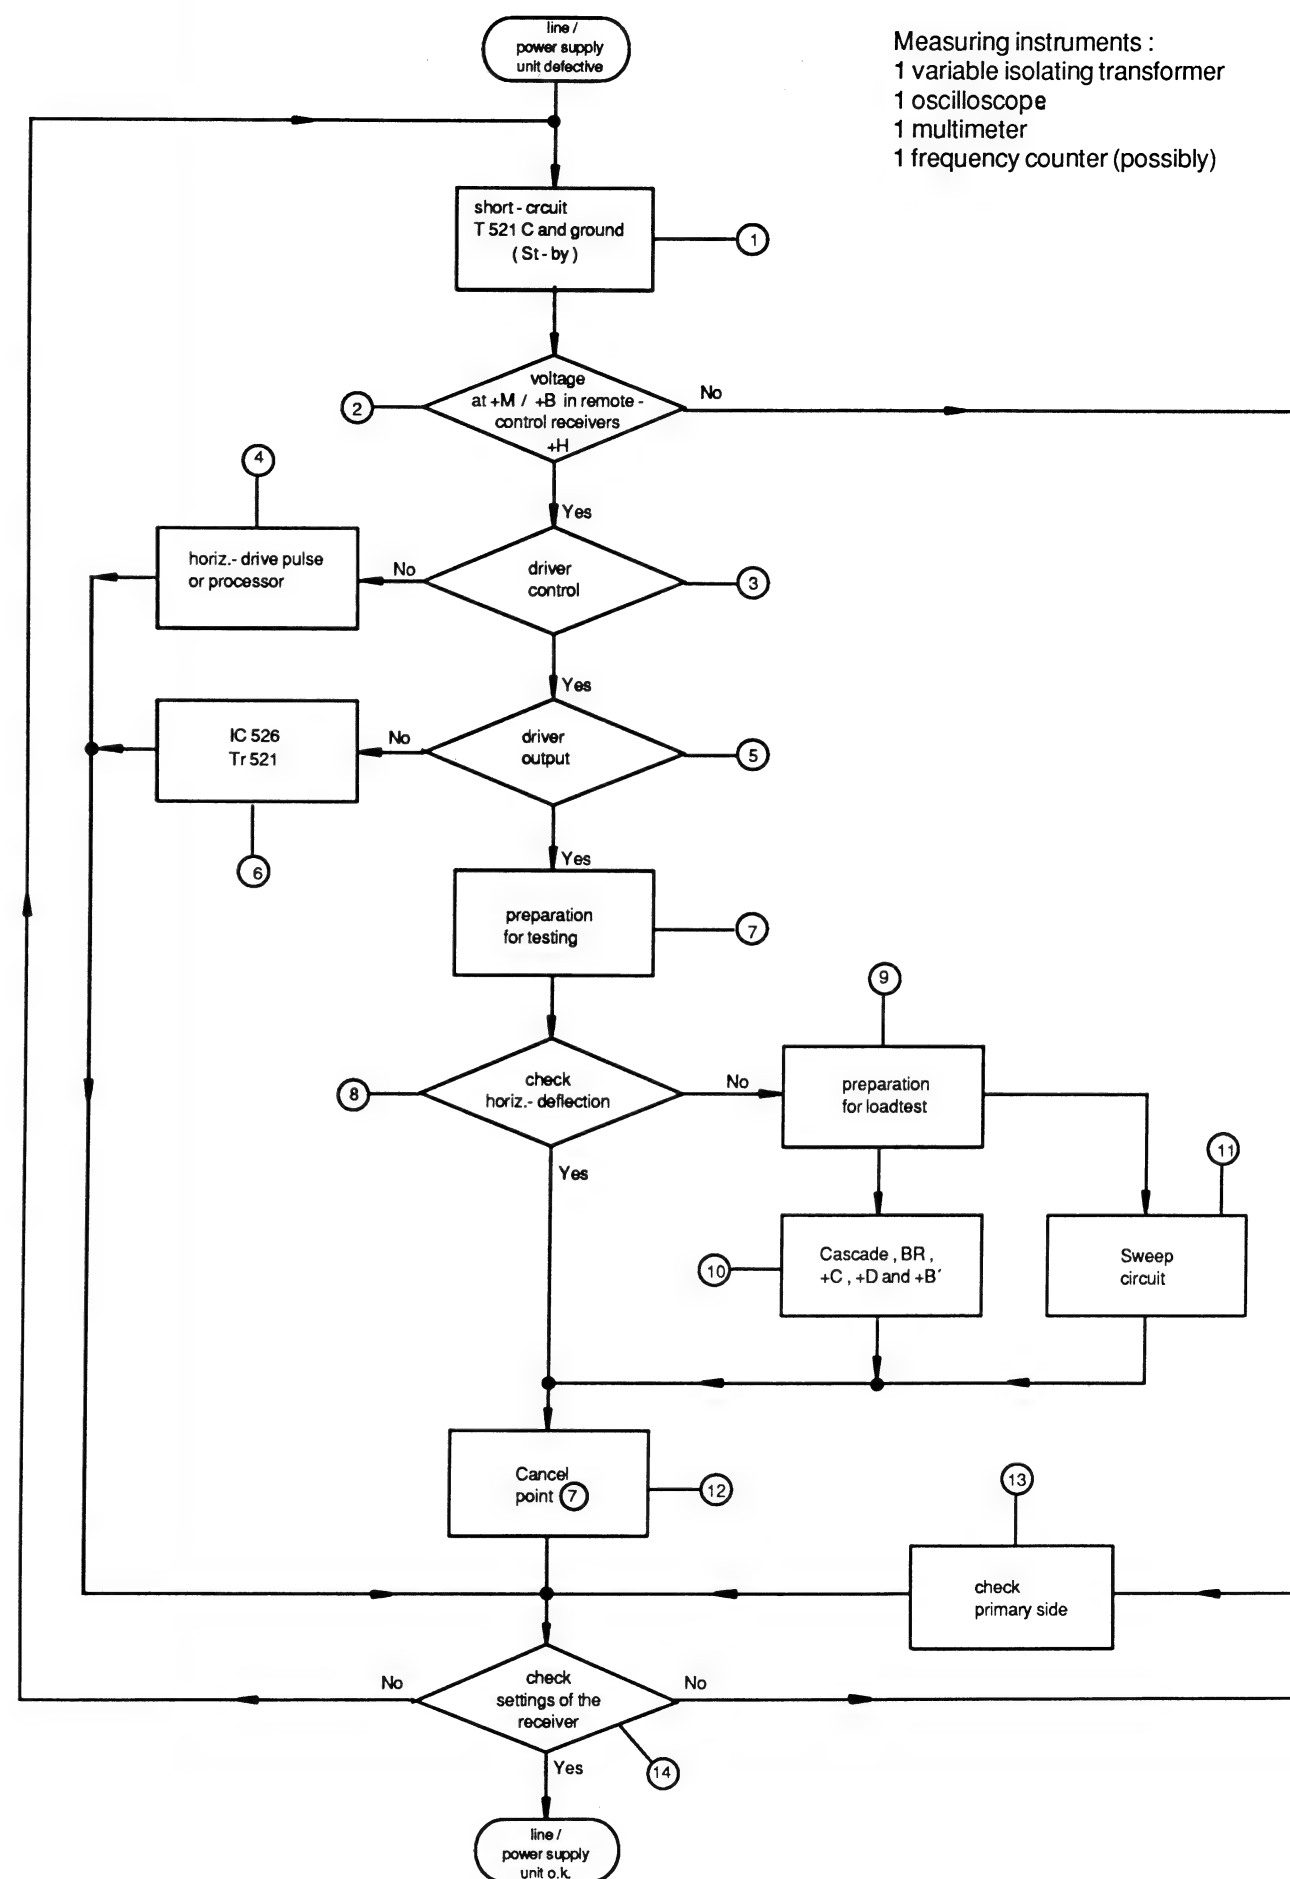 line /
power supply
unit defective
Measuring instruments :
1 variable isolating transformer
1 oscilloscope
1 multimeter
1 frequency counter (possibly)
short - crcuit
T 521 C and ground
( St - by )
1
voltage
at +M / +B in remote -
control receivers
+H
2
No
Yes
4
horiz.- drive pulse
or processor
No
driver
control
3
Yes
IC 526
Tr 521
No
driver
output
5
6
Yes
preparation
for testing
7
9
check
horiz.- deflection
8
No
preparation
for loadtest
Yes
11
10
Cascade , BR ,
+C , +D and +B´
Sweep
circuit
Cancel
point 7
12
13
check
primary side
No
check
settings of the
receiver
No
14
Yes
line /
power supply
unit o.k.